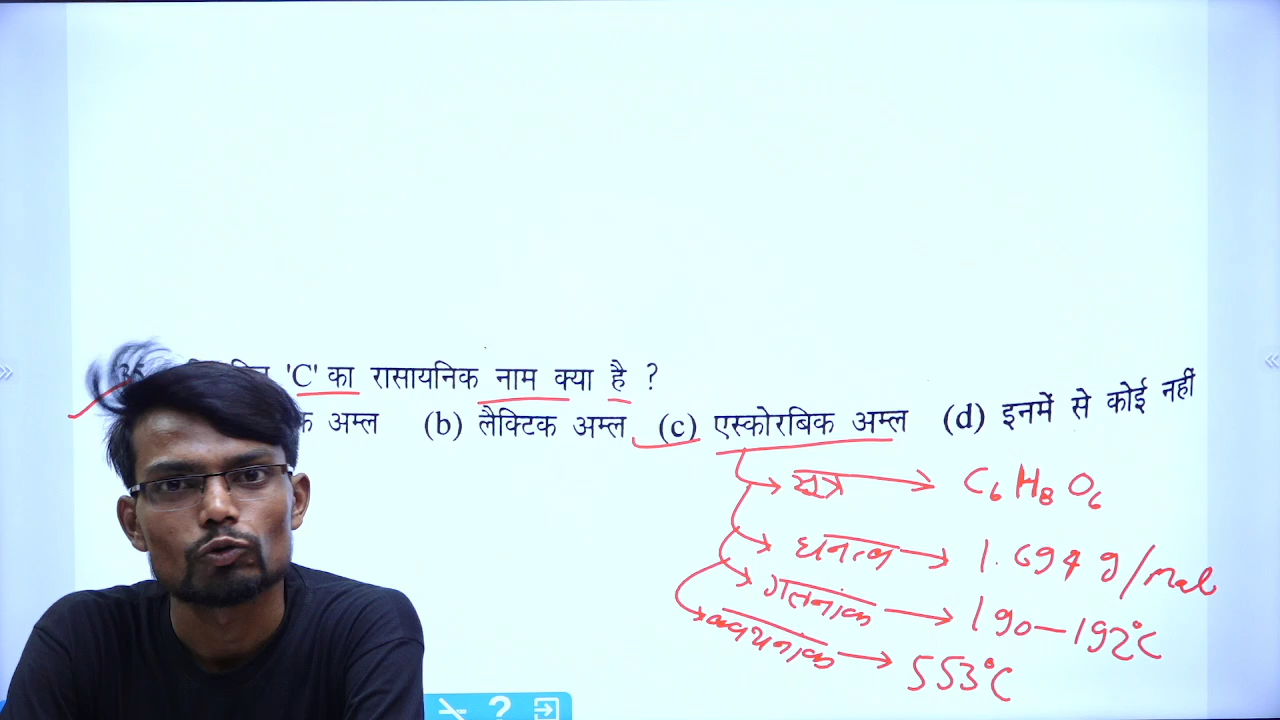 'C' का रासायनिक नाम क्या है ?
अम्ल (b) लैक्टिक अम्ल (c) एस्कोरबिक अम्ल (d) इनमें से कोई नहीं
सूत्र → C₆H₈O₆
घनत्व → 1.694 g/mol
गलनांक → 190–192°C
क्वथनांक → 553°C